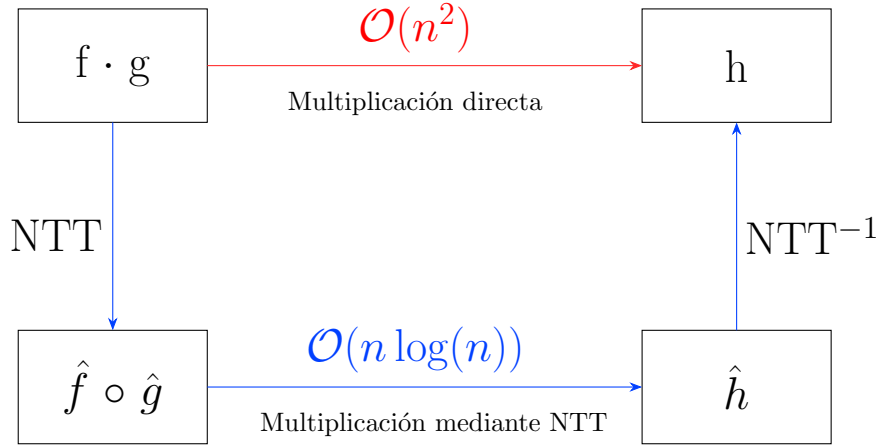 𝒪(n²)
f · g
h
Multiplicación directa
NTT
NTT⁻¹
𝒪(n log(n))
f̂ ∘ ĝ
ĥ
Multiplicación mediante NTT